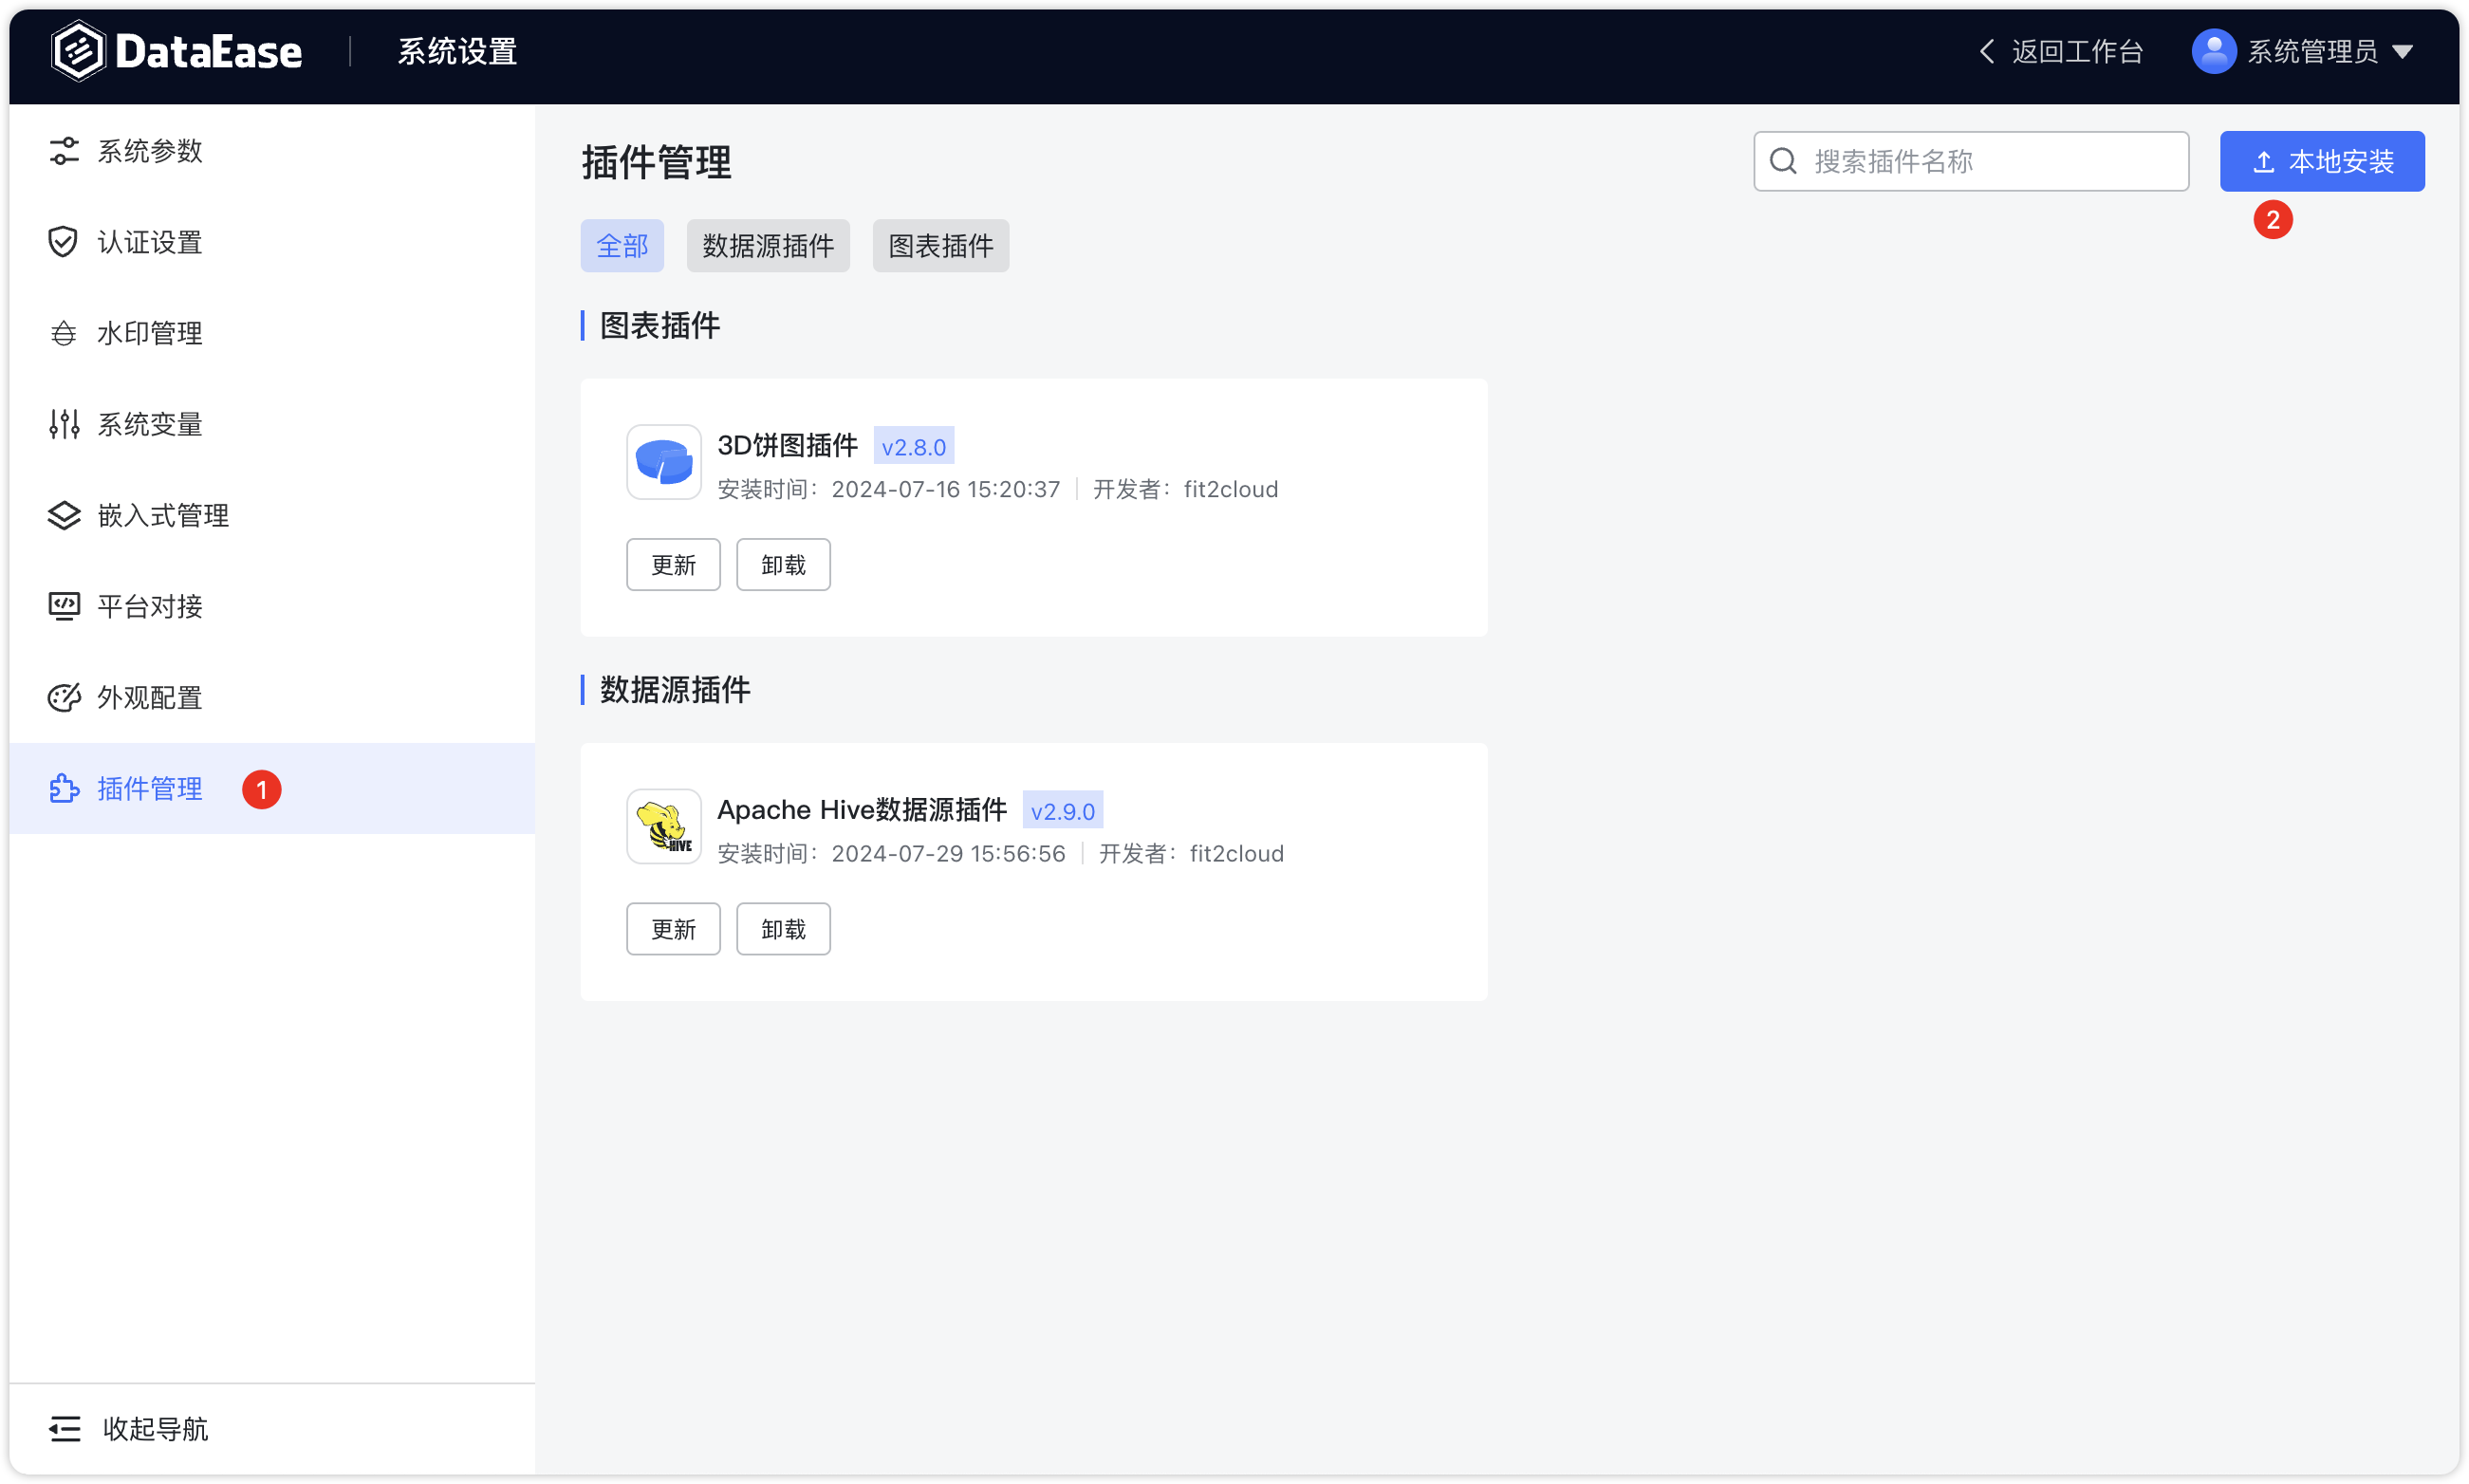 DataEase 系统设置 返回工作台 系统管理员
系统参数
认证设置
水印管理
系统变量
嵌入式管理
平台对接
外观配置
插件管理 1
收起导航
插件管理 搜索插件名称 本地安装
2
全部 数据源插件 图表插件
图表插件
3D饼图插件 v2.8.0
安装时间：2024-07-16 15:20:37 开发者：fit2cloud
更新 卸载
数据源插件
HIVE
Apache Hive数据源插件 v2.9.0
安装时间：2024-07-29 15:56:56 开发者：fit2cloud
更新 卸载